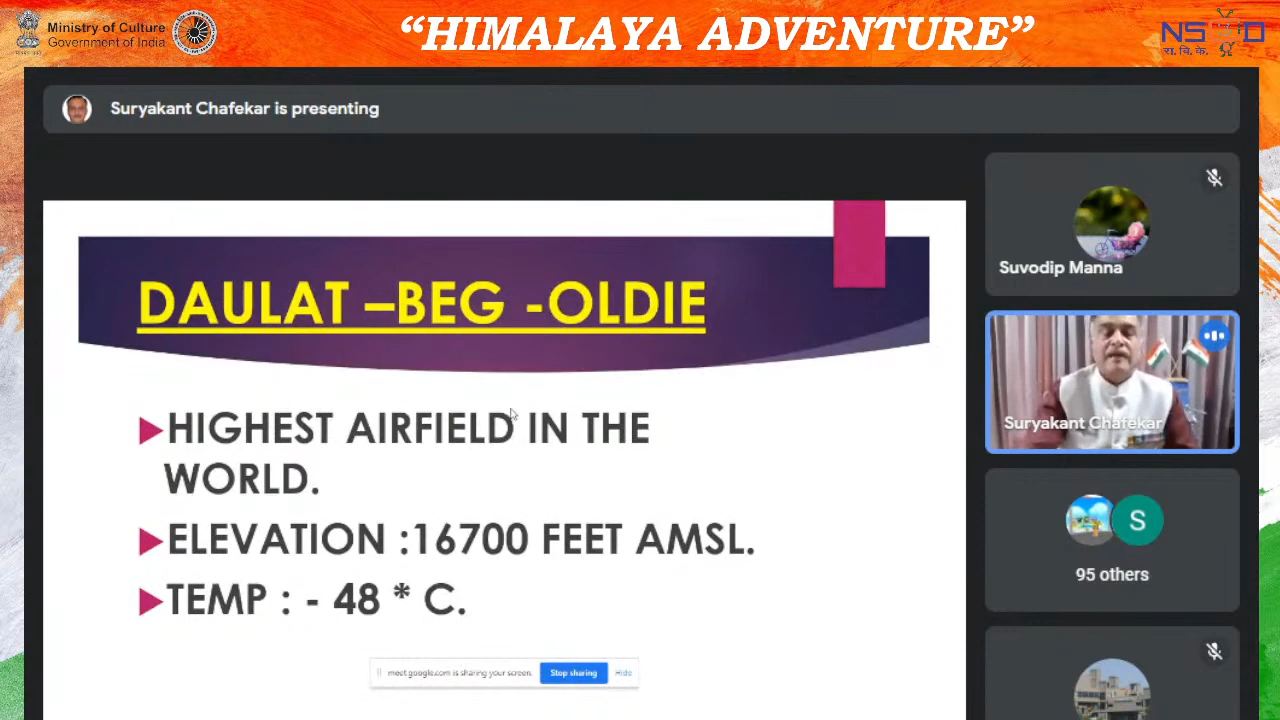 Ministry of Culture
Government of India
“HIMALAYA ADVENTURE”
NSD
रा. वि. के.
Suryakant Chafekar is presenting
Suvodip Manna
DAULAT –BEG -OLDIE
Suryakant Chafekar
HIGHEST AIRFIELD IN THE
WORLD.
ELEVATION :16700 FEET AMSL.
TEMP : - 48 * C.
S
95 others
meet.google.com is sharing your screen.
Stop sharing
Hide